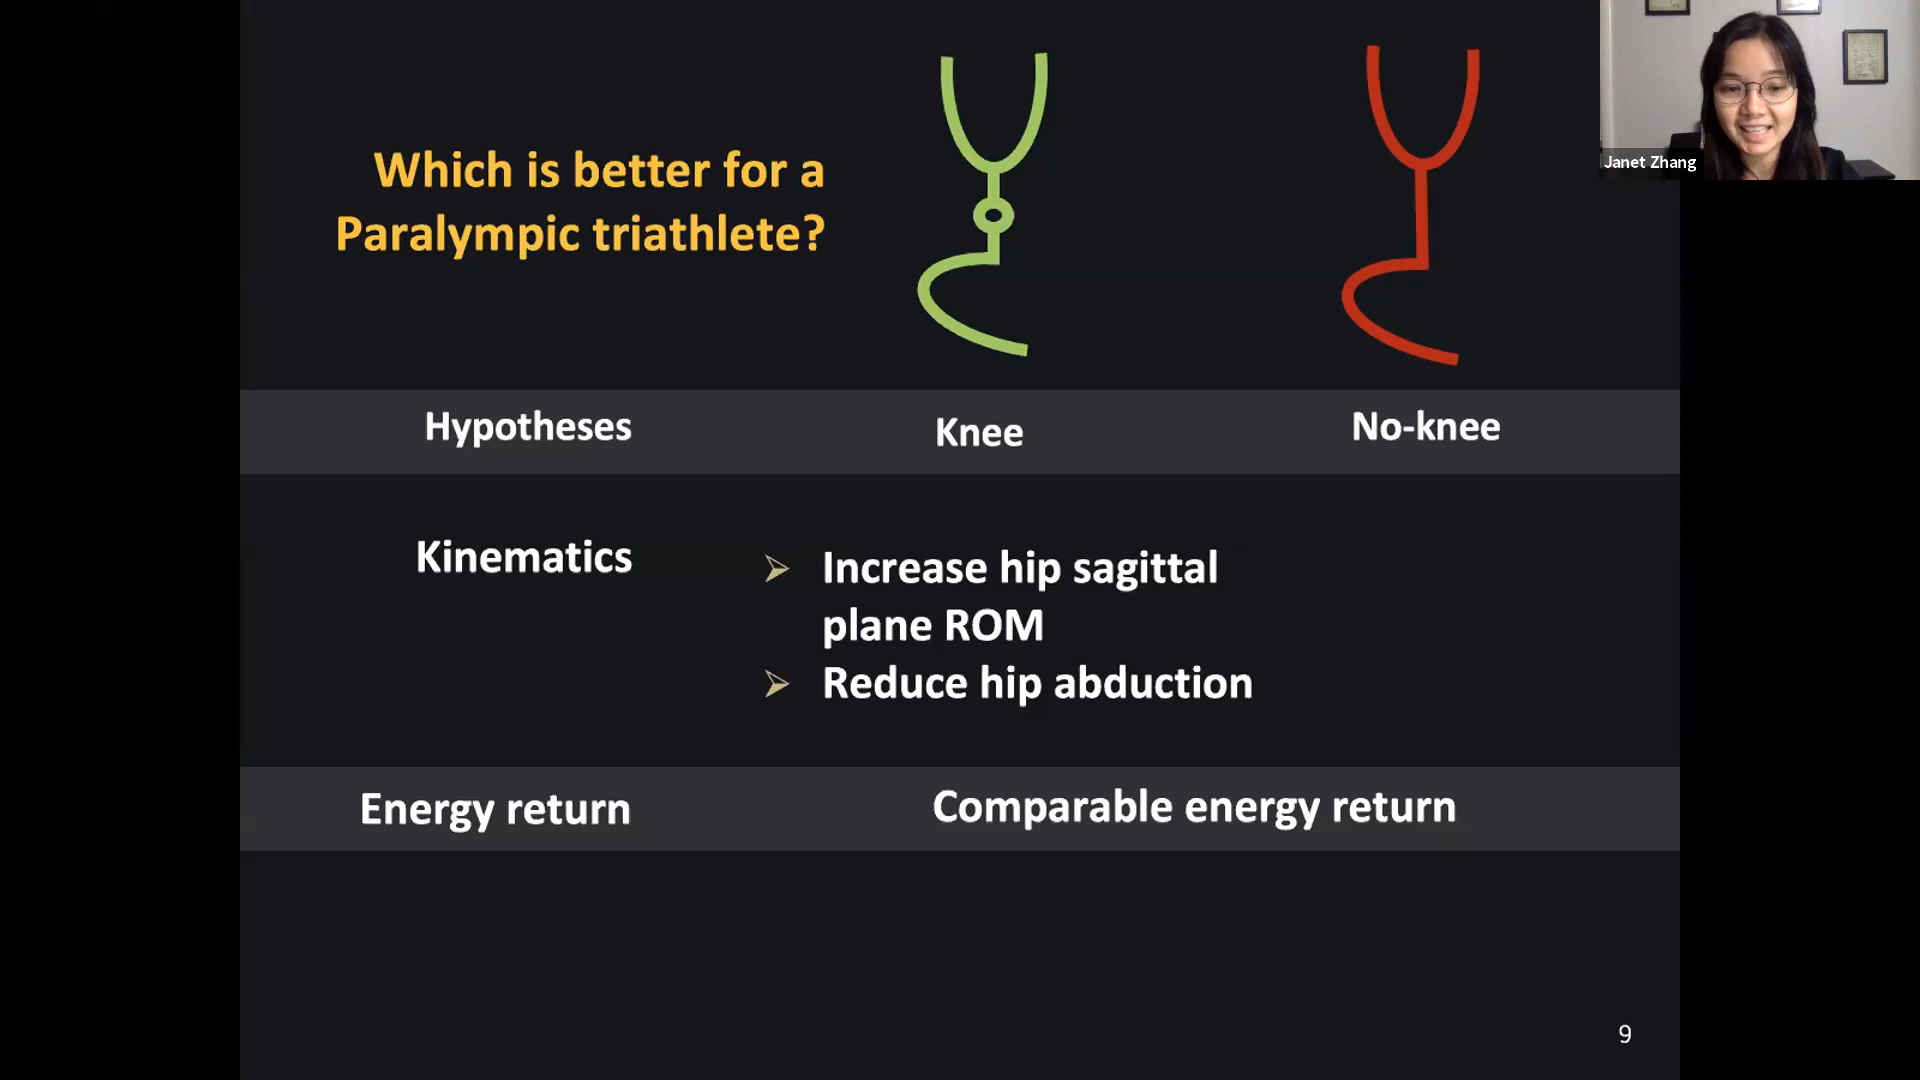 Which is better for a
Paralympic triathlete?
Janet Zhang
Hypotheses
Knee
No-knee
Kinematics
Increase hip sagittal
plane ROM
Reduce hip abduction
Energy return
Comparable energy return
9